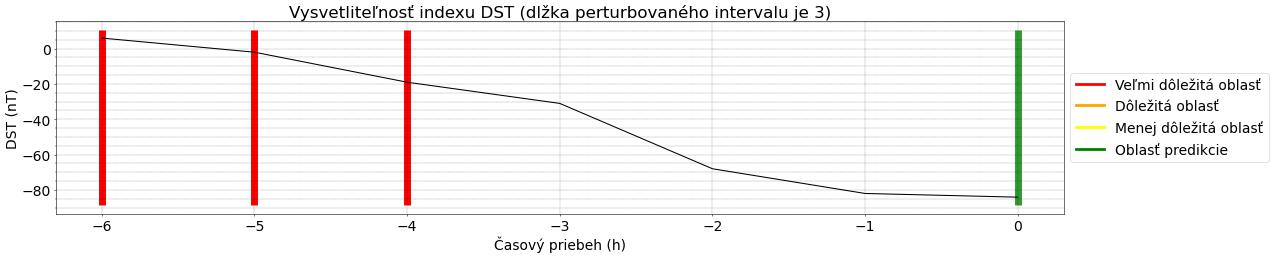 Vysvetliteľnosť indexu DST (dĺžka perturbovaného intervalu je 3)
DST (nT)
0
−20
−40
−60
−80
−6
−5
−4
−3
−2
−1
0
Časový priebeh (h)
Veľmi dôležitá oblasť
Dôležitá oblasť
Menej dôležitá oblasť
Oblasť predikcie